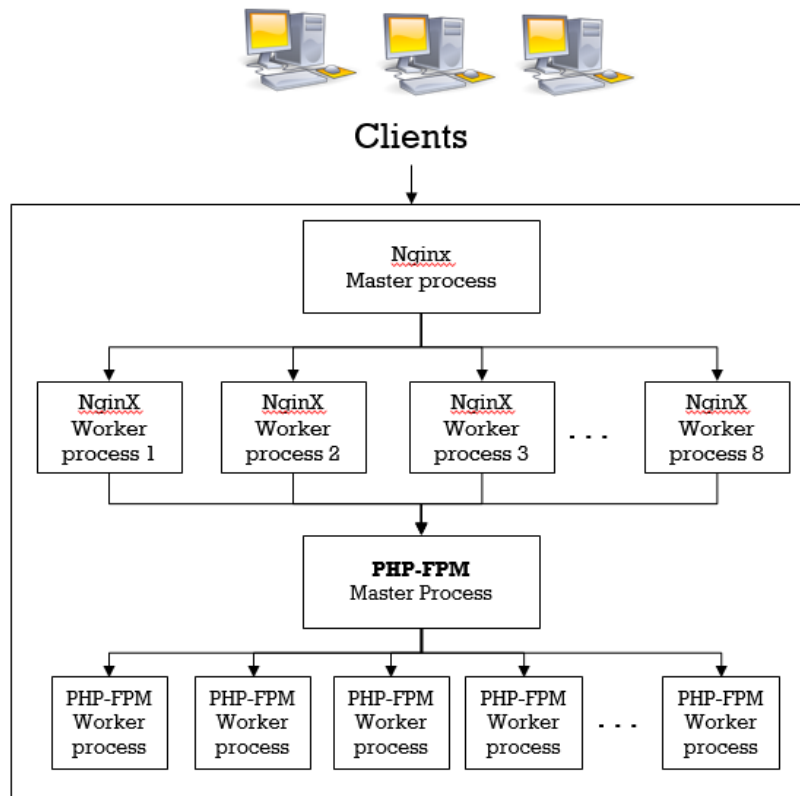 Clients
Nginx
Master process
NginX
Worker
process 1
NginX
Worker
process 2
NginX
Worker
process 3
. . .
NginX
Worker
process 8
PHP-FPM
Master Process
PHP-FPM
Worker
process
PHP-FPM
Worker
process
PHP-FPM
Worker
process
PHP-FPM
Worker
process
. . .
PHP-FPM
Worker
process